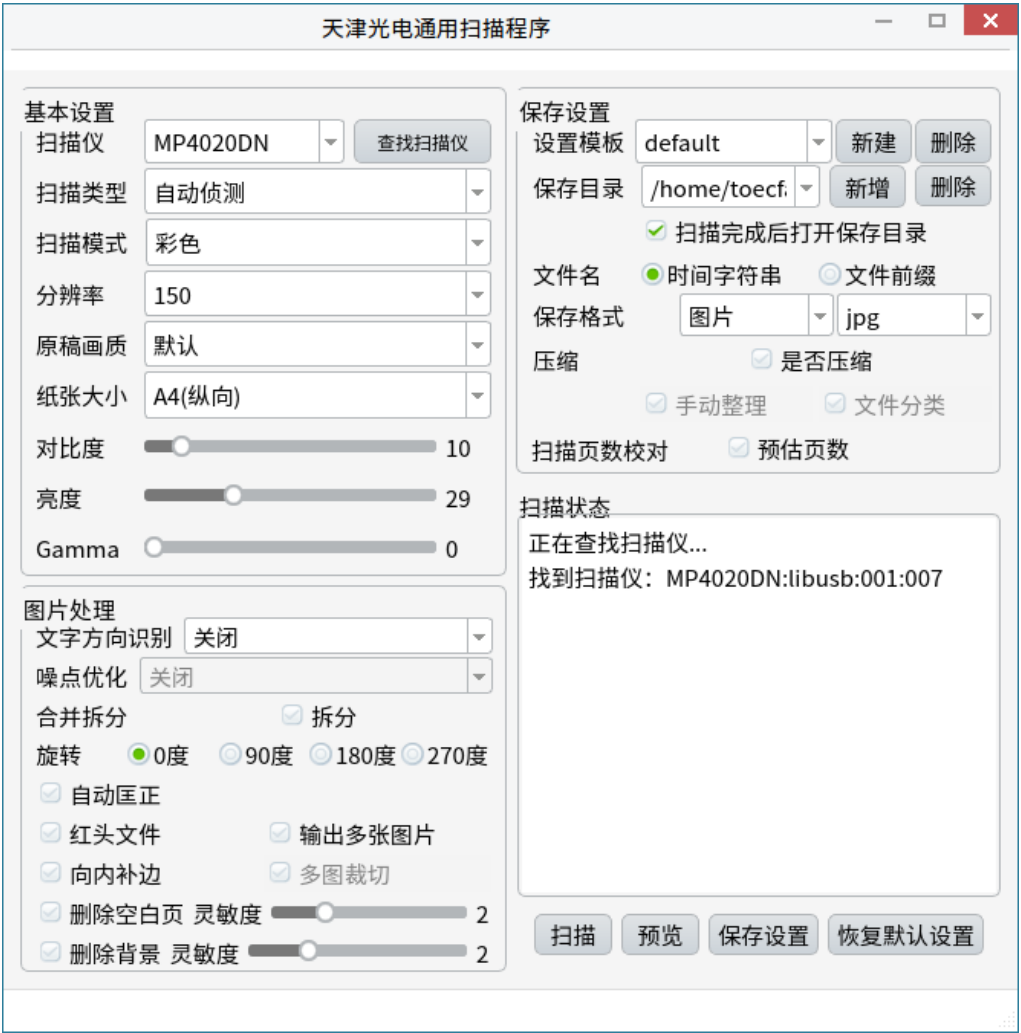 天津光电通用扫描程序
基本设置
扫描仪 MP4020DN 查找扫描仪
扫描类型 自动侦测
扫描模式 彩色
分辨率 150
原稿画质 默认
纸张大小 A4(纵向)
对比度 10
亮度 29
Gamma 0
图片处理
文字方向识别 关闭
噪点优化 关闭
合并拆分 拆分
旋转 0度 90度 180度 270度
自动匡正
红头文件 输出多张图片
向内补边 多图裁切
删除空白页 灵敏度 2
删除背景 灵敏度 2
保存设置
设置模板 default 新建 删除
保存目录 /home/toecf 新增 删除
扫描完成后打开保存目录
文件名 时间字符串 文件前缀
保存格式 图片 jpg
压缩 是否压缩
手动整理 文件分类
扫描页数校对 预估页数
扫描状态
正在查找扫描仪...
找到扫描仪：MP4020DN:libusb:001:007
扫描 预览 保存设置 恢复默认设置